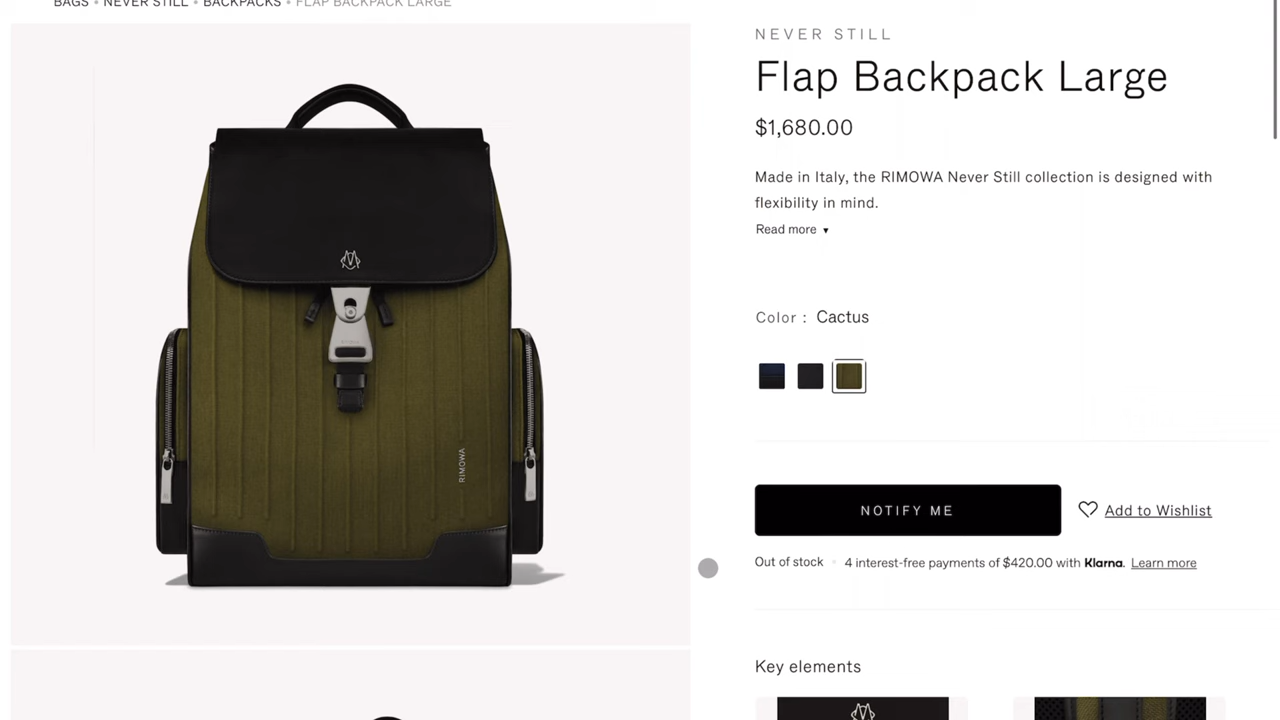 BAGS • NEVER STILL • BACKPACKS • FLAP BACKPACK LARGE
NEVER STILL
Flap Backpack Large
$1,680.00
Made in Italy, the RIMOWA Never Still collection is designed with
flexibility in mind.
Read more ▼
Color : Cactus
RIMOWA
NOTIFY ME
Add to Wishlist
Out of stock • 4 interest-free payments of $420.00 with Klarna. Learn more
Key elements